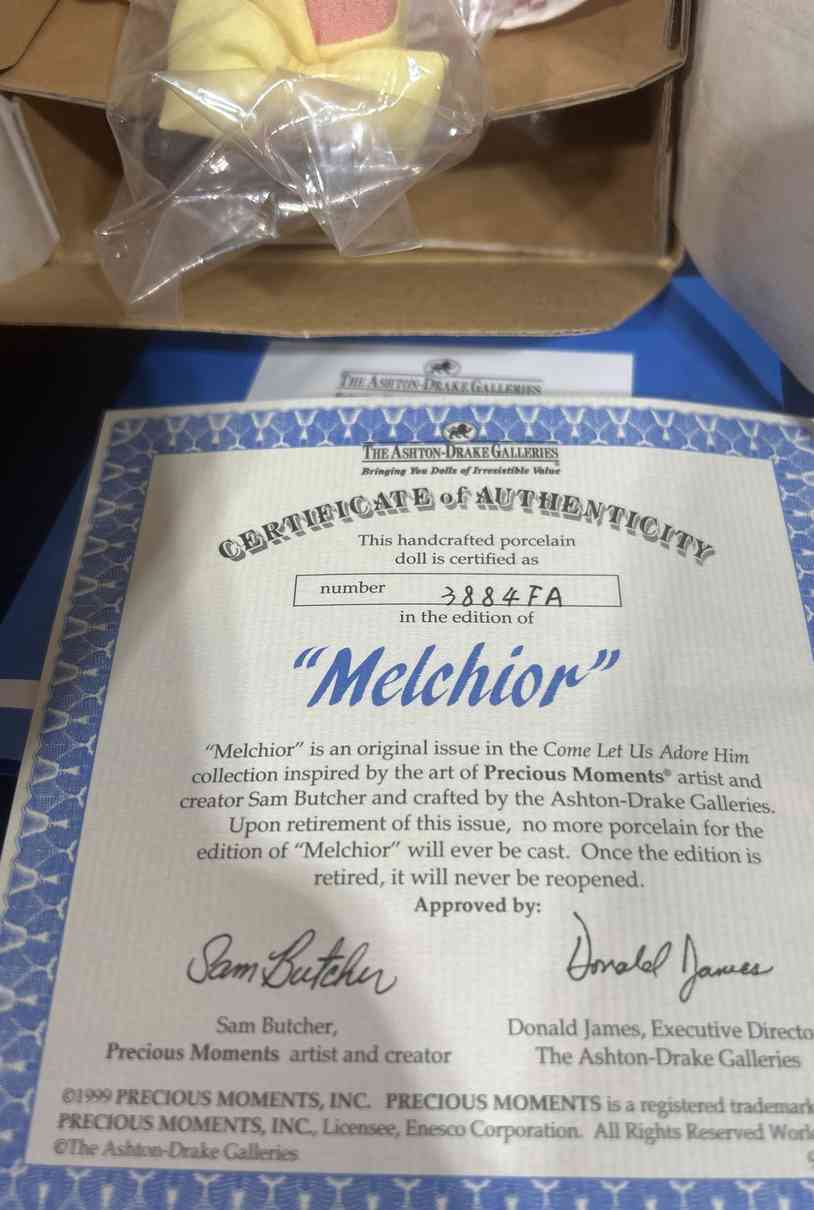 THE ASHTON-DRAKE GALLERIES
THE ASHTON-DRAKE GALLERIES
Bringing You Dolls of Irresistible Value
CERTIFICATE of AUTHENTICITY
This handcrafted porcelain
doll is certified as
number 3884FA
in the edition of
"Melchior"
"Melchior" is an original issue in the Come Let Us Adore Him
collection inspired by the art of Precious Moments® artist and
creator Sam Butcher and crafted by the Ashton-Drake Galleries.
Upon retirement of this issue, no more porcelain for the
edition of "Melchior" will ever be cast. Once the edition is
retired, it will never be reopened.
Approved by:
Sam Butcher Donald James
Sam Butcher, Donald James, Executive Directo
Precious Moments artist and creator The Ashton-Drake Galleries
©1999 PRECIOUS MOMENTS, INC. PRECIOUS MOMENTS is a registered trademark
PRECIOUS MOMENTS, INC., Licensee, Enesco Corporation. All Rights Reserved Worl
©The Ashton-Drake Galleries